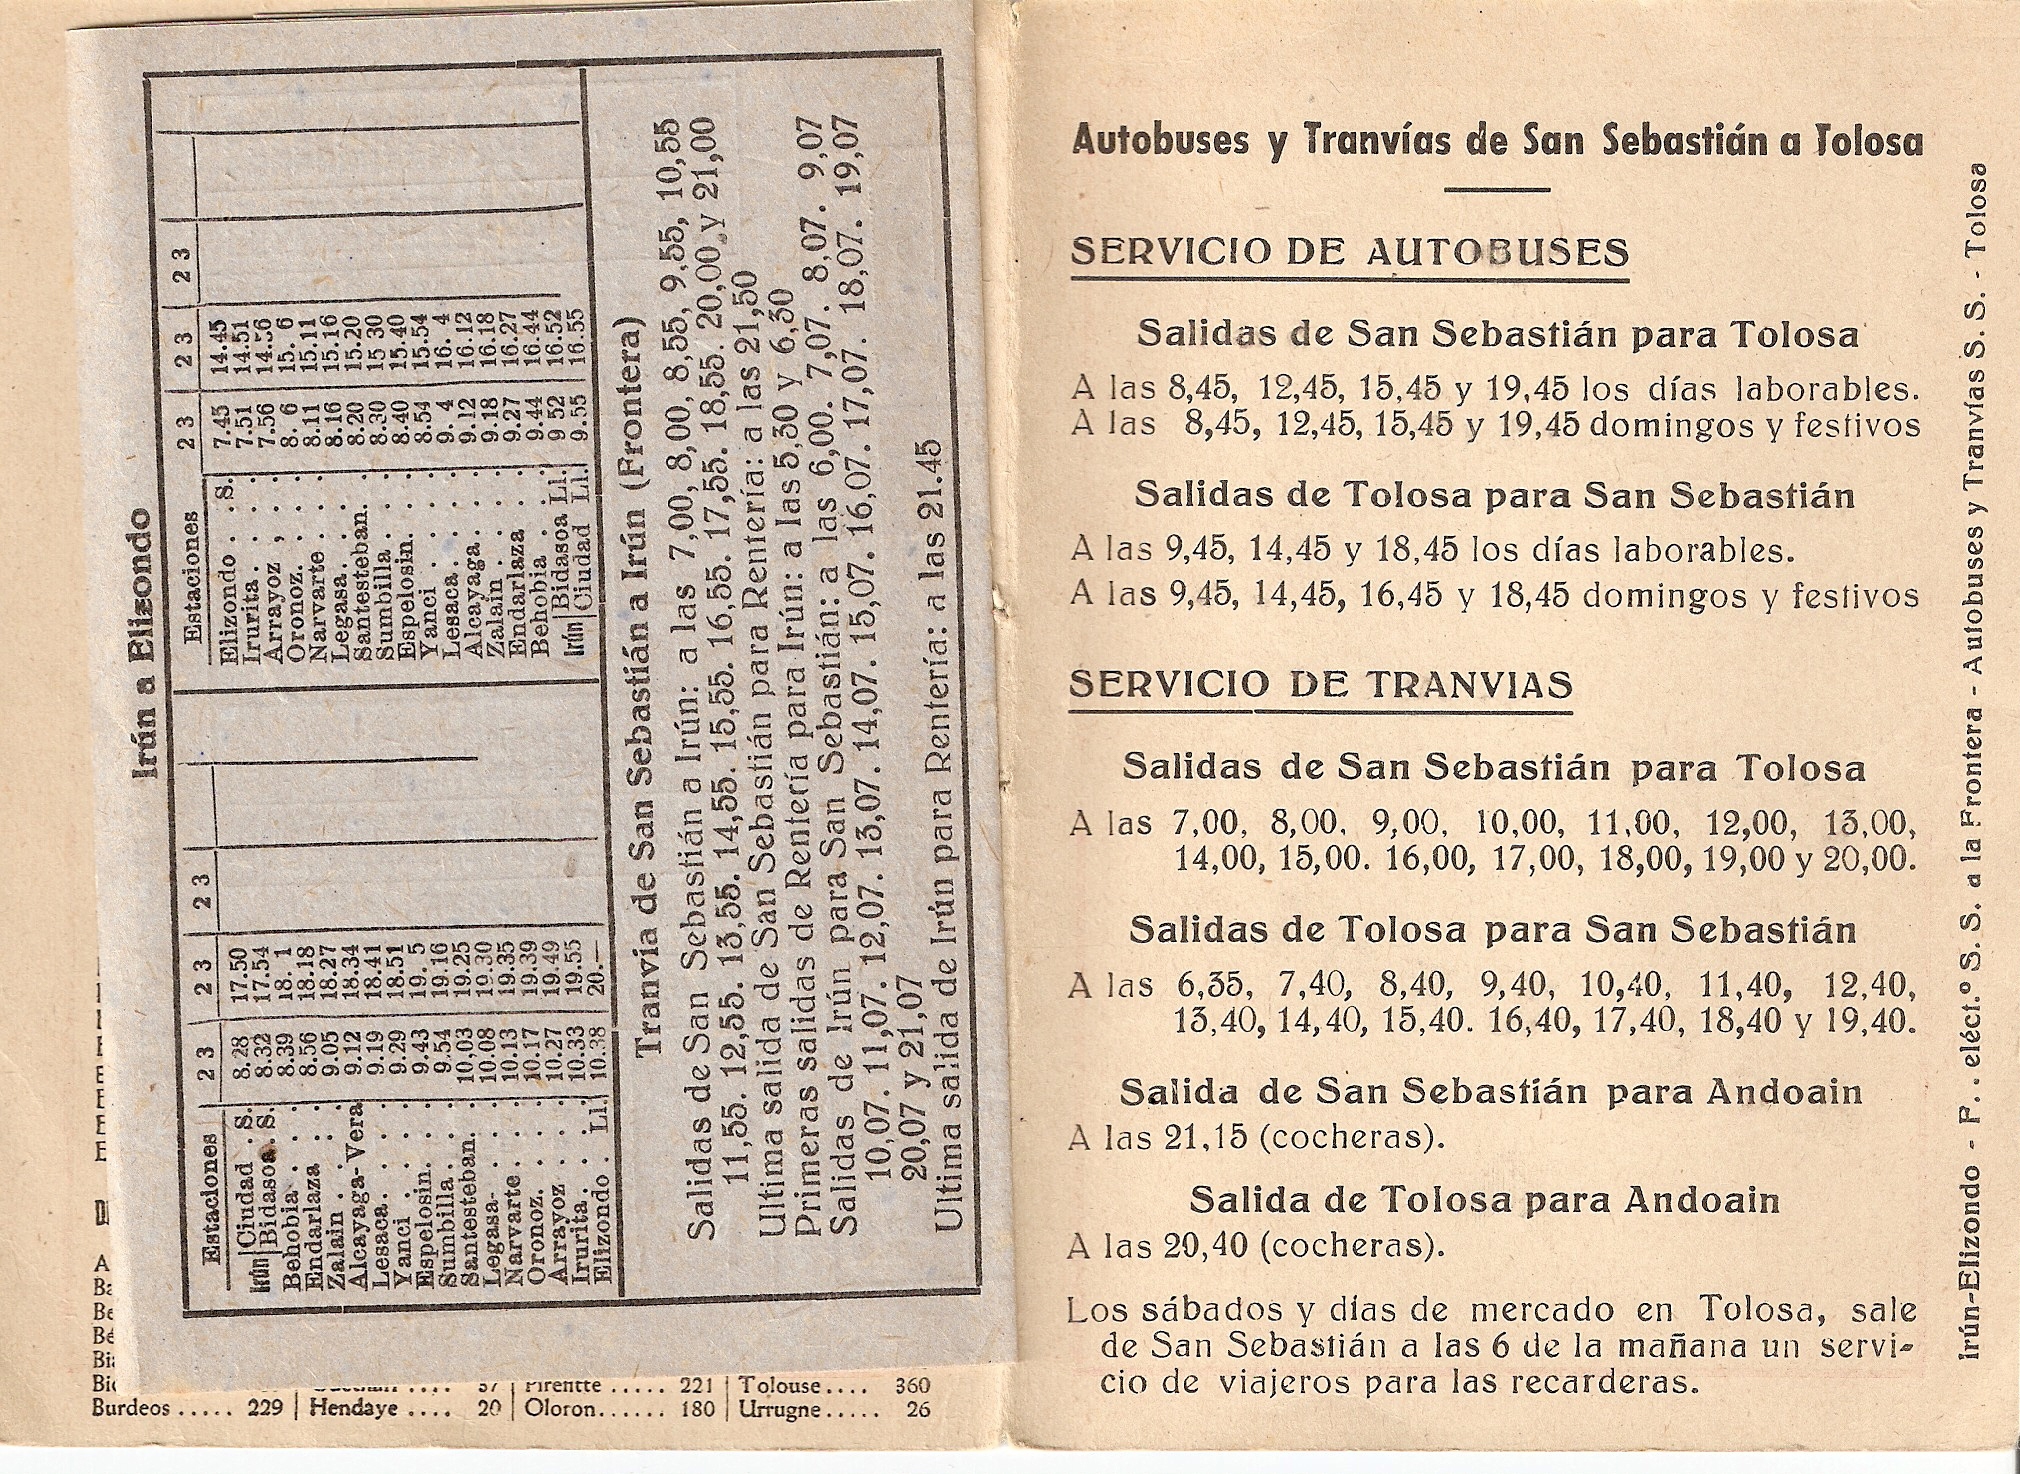 Irún a Elizondo
Estaciones 2 3 2 3 2 3
Irún Ciudad . S. 8.28 17.50
Bidasoa. S. 8.32 17.54
Behobia . . 8.39 18. 1
Endarlaza . 8.56 18.18
Zalain . . . 9.05 18.27
Alcayaga-Vera 9.12 18.34
Lesaca. . . . 9.19 18.41
Yanci . . . . 9.29 18.51
Espelosin. . . 9.43 19. 5
Sumbilla. . . 9.54 19.16
Santesteban. . 10.03 19.25
Legasa- . . . 10.08 19.30
Narvarte . . . 10.13 19.35
Oronoz. . . . 10.17 19.39
Arrayoz . . . 10.27 19.49
Irurita. . . . 10.33 19.55
Elizondo . Ll. 10.38 20.—
Estaciones 2 3 2 3 2 3
Elizondo . . S. 7.45 14.45
Irurita. . . . 7.51 14.51
Arrayoz , . . 7.56 14.56
Oronoz. . . . 8. 6 15. 6
Narvarte . . . 8.11 15.11
Legasa. . . . 8.16 15.16
Santesteban. . 8.20 15.20
Sumbilla. . . 8.30 15 30
Espelosin. . . 8.40 15.40
Yanci . . . . 8.54 15.54
Lesaca. . . . 9. 4 16. 4
Alcayaga. . . 9.12 16.12
Zalain . . . . 9.18 16.18
Endarlaza . . 9.27 16.27
Behobia . . . 9.44 16.44
Irún Bidasoa Ll. 9 52 16.52
Ciudad Ll. 9.55 16.55
Tranvia de San Sebastián a Irún (Frontera)
Salidas de San Sebastián a Irún: a las 7,00, 8,00, 8,55, 9,55, 10,55
11,55. 12,55. 13,55. 14,55. 15,55. 16,55. 17,55. 18,55. 20,00 y 21,00
Ultima salida de San Sebastián para Rentería: a las 21,50
Primeras salidas de Rentería para Irún: a las 5,30 y 6,30
Salidas de Irún para San Sebastián: a las 6,00. 7,07. 8,07. 9,07
10,07. 11,07. 12,07. 13,07. 14,07. 15,07. 16,07. 17,07. 18,07. 19,07
20,07 y 21,07
Ultima salida de Irún para Rentería: a las 21.45
Burdeos ..... 229 Hendaye .... 20 Oloron...... 180 Urrugne..... 26
221 Tolouse.... 360
Autobuses y Tranvías de San Sebastián a Tolosa
SERVICIO DE AUTOBUSES
Salidas de San Sebastián para Tolosa
A las 8,45, 12,45, 15,45 y 19,45 los días laborables.
A las 8,45, 12,45, 15,45 y 19,45 domingos y festivos
Salidas de Tolosa para San Sebastián
A las 9,45, 14,45 y 18,45 los días laborables.
A las 9,45, 14,45, 16,45 y 18,45 domingos y festivos
SERVICIO DE TRANVIAS
Salidas de San Sebastián para Tolosa
A las 7,00, 8,00, 9,00, 10,00, 11,00, 12,00, 13,00,
14,00, 15,00. 16,00, 17,00, 18,00, 19,00 y 20,00.
Salidas de Tolosa para San Sebastián
A las 6,35, 7,40, 8,40, 9,40, 10,40, 11,40, 12,40,
13,40, 14,40, 15,40. 16,40, 17,40, 18,40 y 19,40.
Salida de San Sebastián para Andoain
A las 21,15 (cocheras).
Salida de Tolosa para Andoain
A las 20,40 (cocheras).
Los sábados y días de mercado en Tolosa, sale
de San Sebastián a las 6 de la mañana un servi-
cio de viajeros para las recarderas.
Irún-Elizondo - F.. eléct.º S. S. a la Frontera - Autobuses y Tranvías S. S. - Tolosa